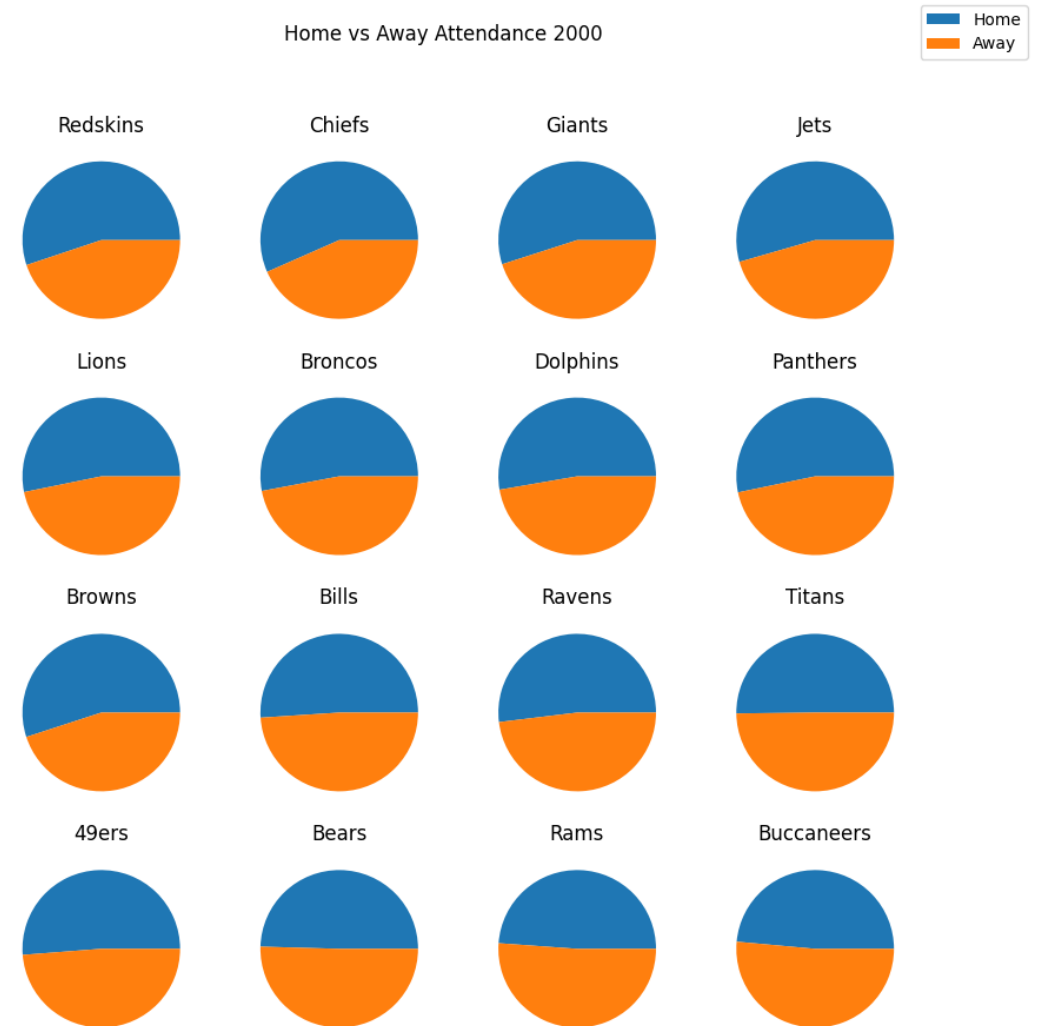 Home vs Away Attendance 2000
Home
Away
Redskins
Chiefs
Giants
Jets
Lions
Broncos
Dolphins
Panthers
Browns
Bills
Ravens
Titans
49ers
Bears
Rams
Buccaneers